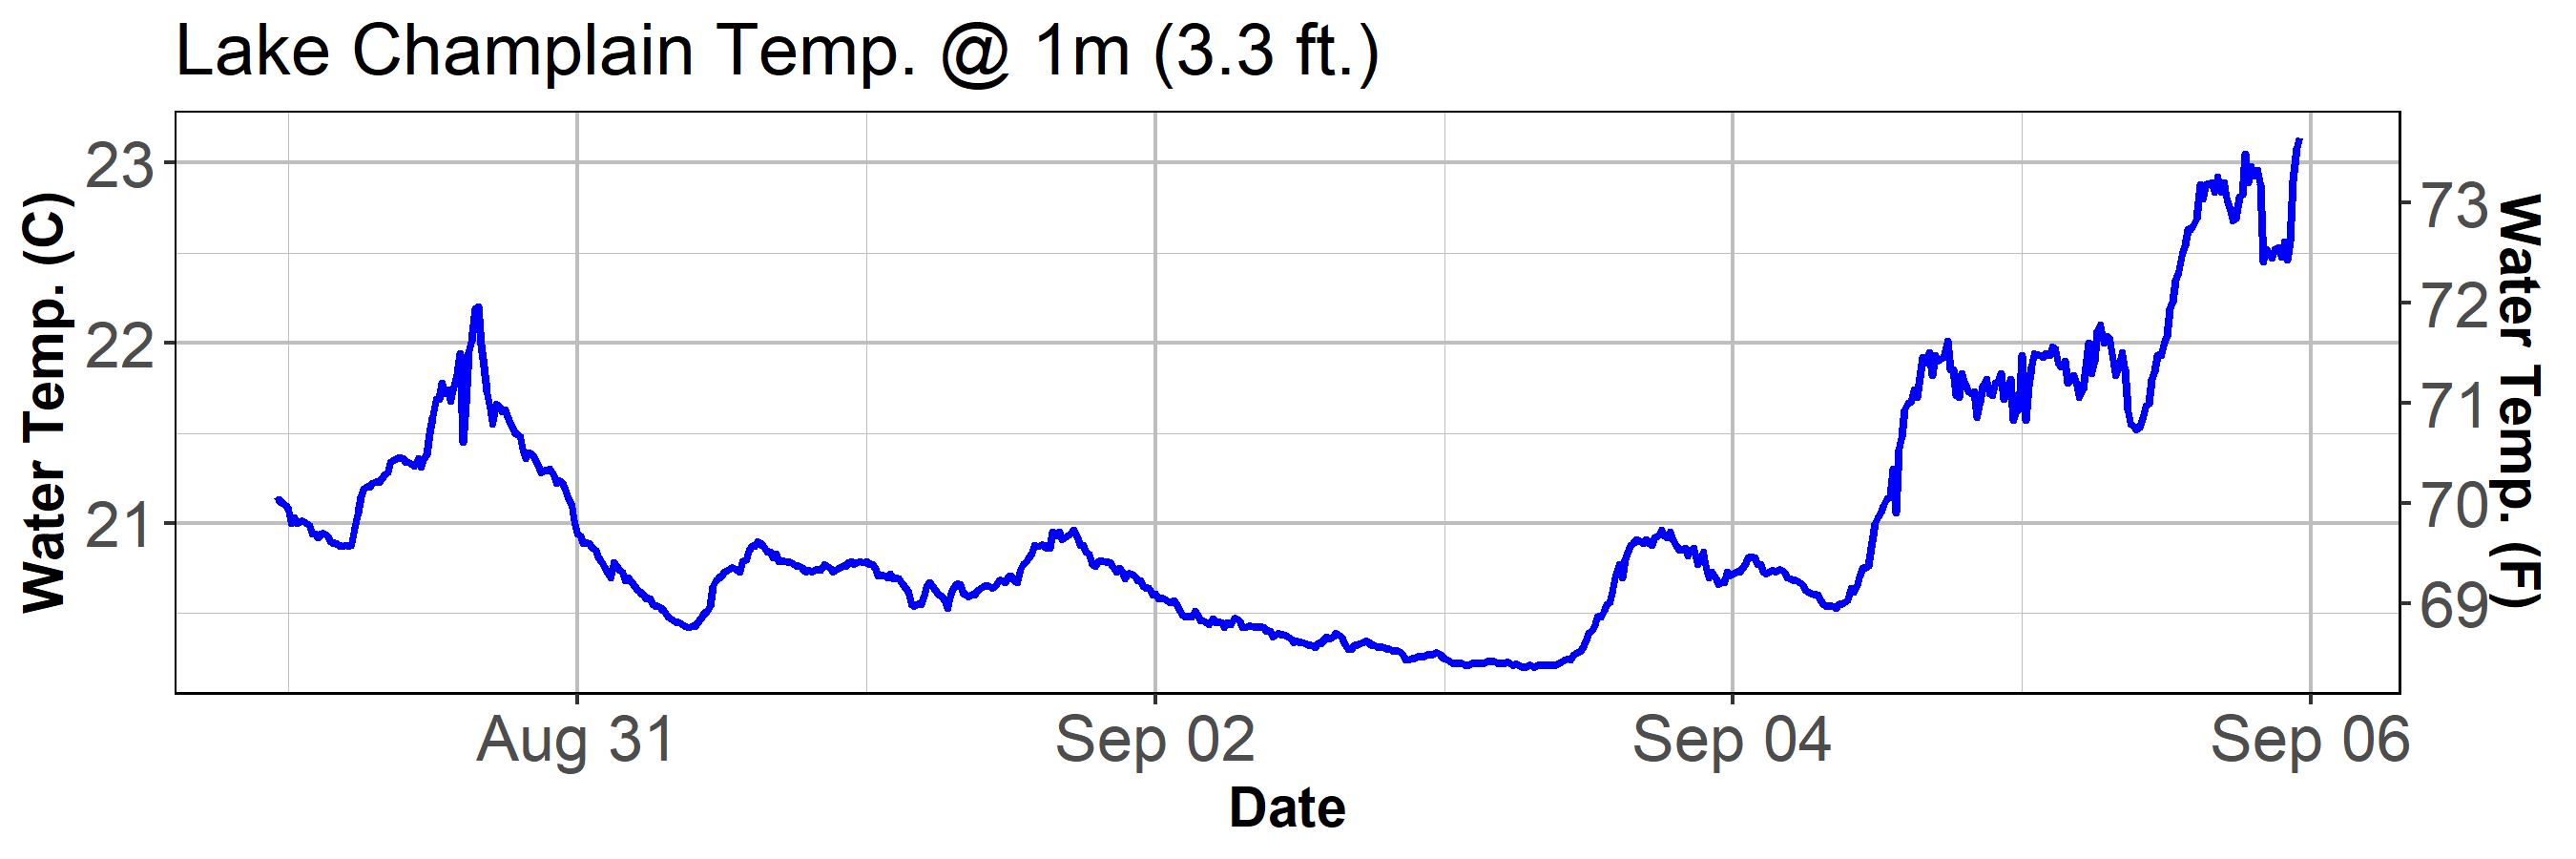 Lake Champlain Temp. @ 1m (3.3 ft.)
Water Temp. (C)
23
22
21
73
72
71
70
69
Water Temp. (F)
Aug 31 Sep 02 Sep 04 Sep 06
Date